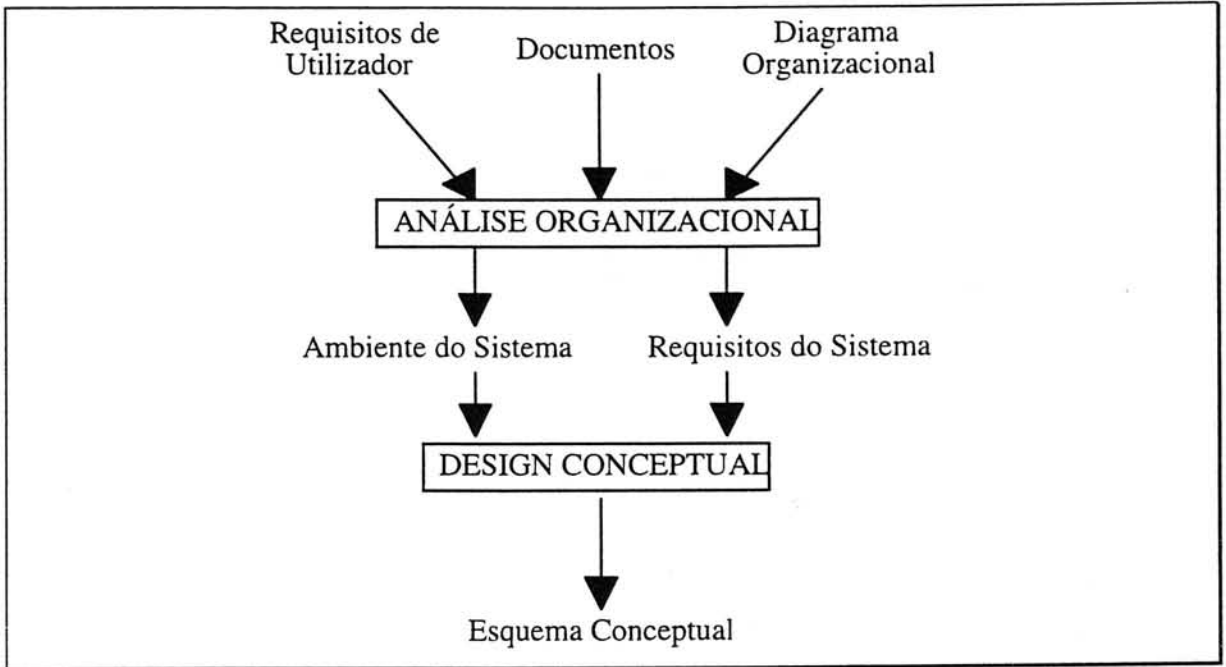 Requisitos de
Utilizador
Documentos
Diagrama
Organizacional
ANÁLISE ORGANIZACIONAL
Ambiente do Sistema
Requisitos do Sistema
DESIGN CONCEPTUAL
Esquema Conceptual